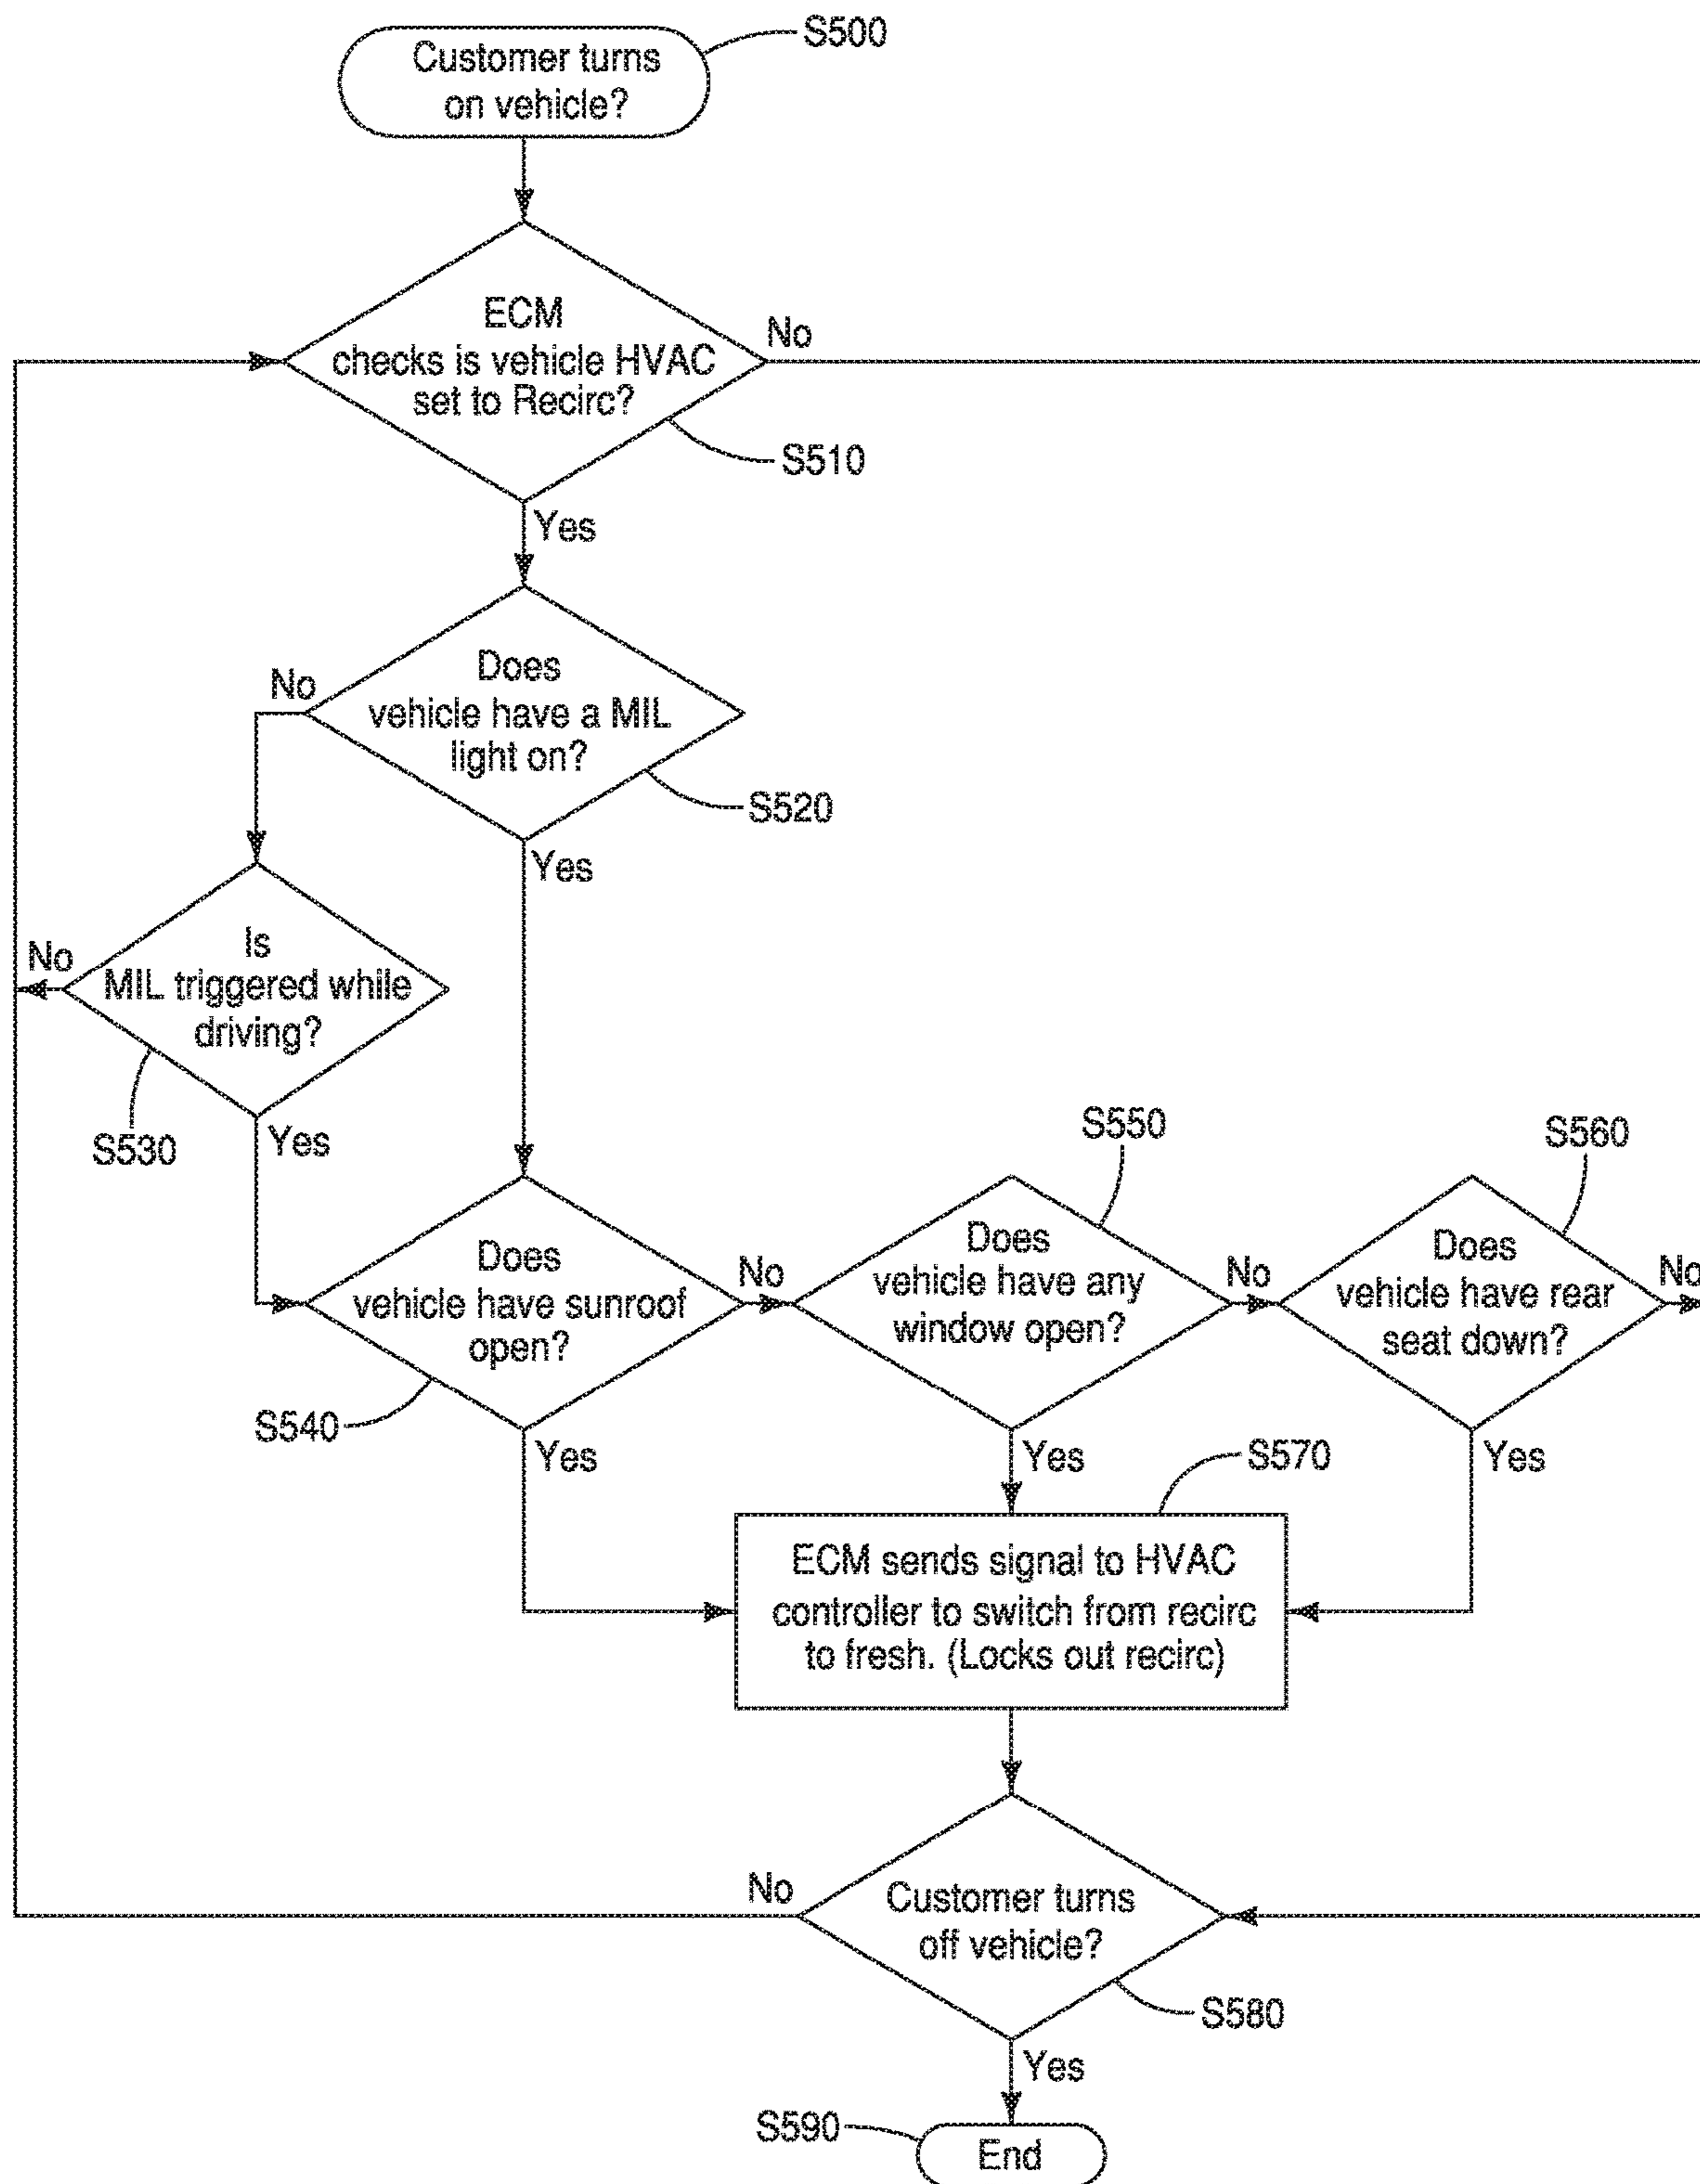 S500
Customer turns
on vehicle?
ECM
checks is vehicle HVAC
set to Recirc?
No
S510
Yes
Does
vehicle have a MIL
light on?
No
S520
Yes
Is
MIL triggered while
driving?
No
S530
Yes
Does
vehicle have sunroof
open?
No
S540
Yes
S550
Does
vehicle have any
window open?
No
Yes
S560
Does
vehicle have rear
seat down?
No
Yes
S570
ECM sends signal to HVAC
controller to switch from recirc
to fresh. (Locks out recirc)
No
Customer turns
off vehicle?
S580
Yes
S590
End